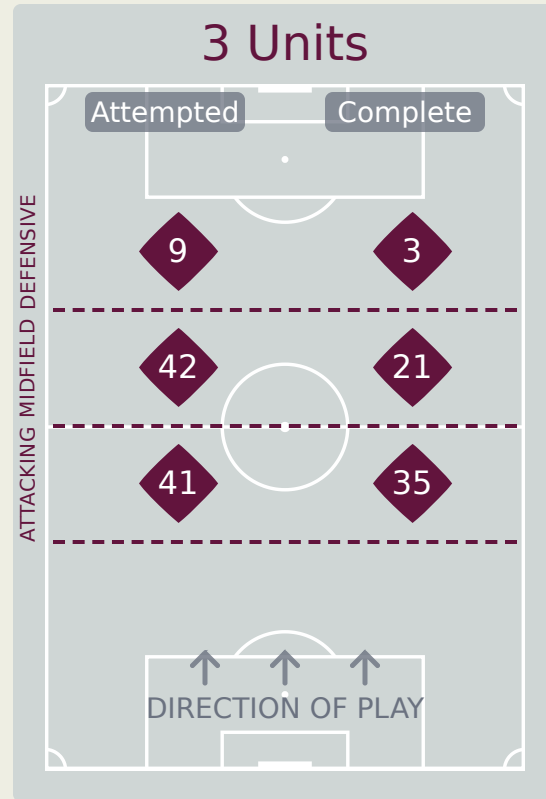 3 Units
Attempted Complete
ATTACKING MIDFIELD DEFENSIVE
9 3
42 21
41 35
DIRECTION OF PLAY